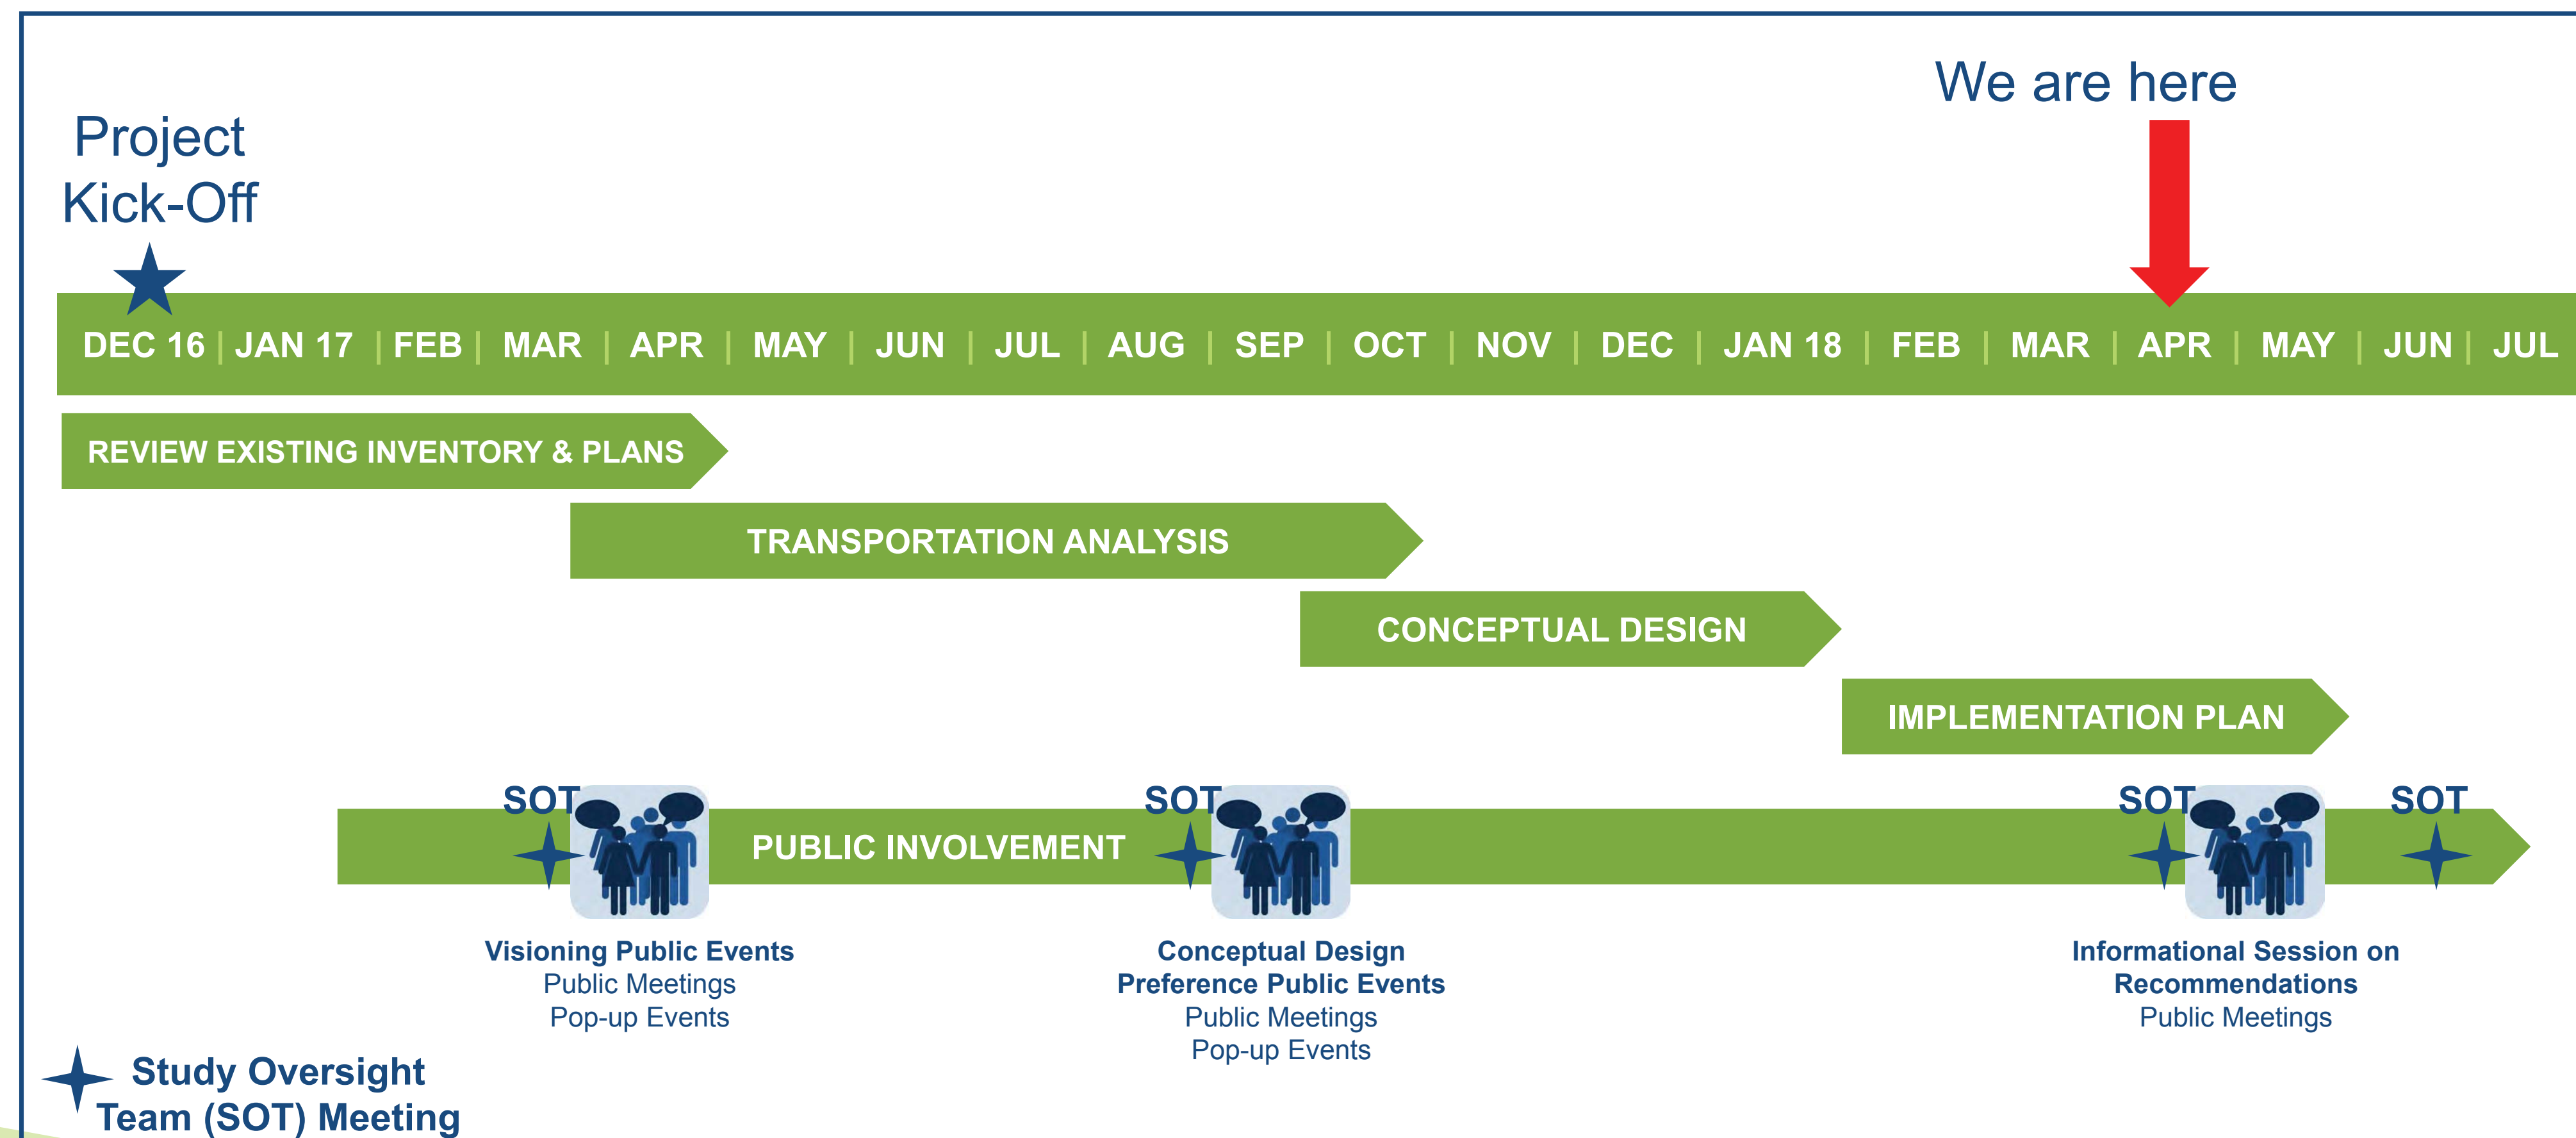 We are here
Project
Kick-Off
DEC 16 | JAN 17 | FEB | MAR | APR | MAY | JUN | JUL | AUG | SEP | OCT | NOV | DEC | JAN 18 | FEB | MAR | APR | MAY | JUN | JUL
REVIEW EXISTING INVENTORY & PLANS
TRANSPORTATION ANALYSIS
CONCEPTUAL DESIGN
IMPLEMENTATION PLAN
SOT SOT SOT SOT
PUBLIC INVOLVEMENT
Visioning Public Events
Public Meetings
Pop-up Events
Conceptual Design
Preference Public Events
Public Meetings
Pop-up Events
Informational Session on
Recommendations
Public Meetings
Study Oversight
Team (SOT) Meeting